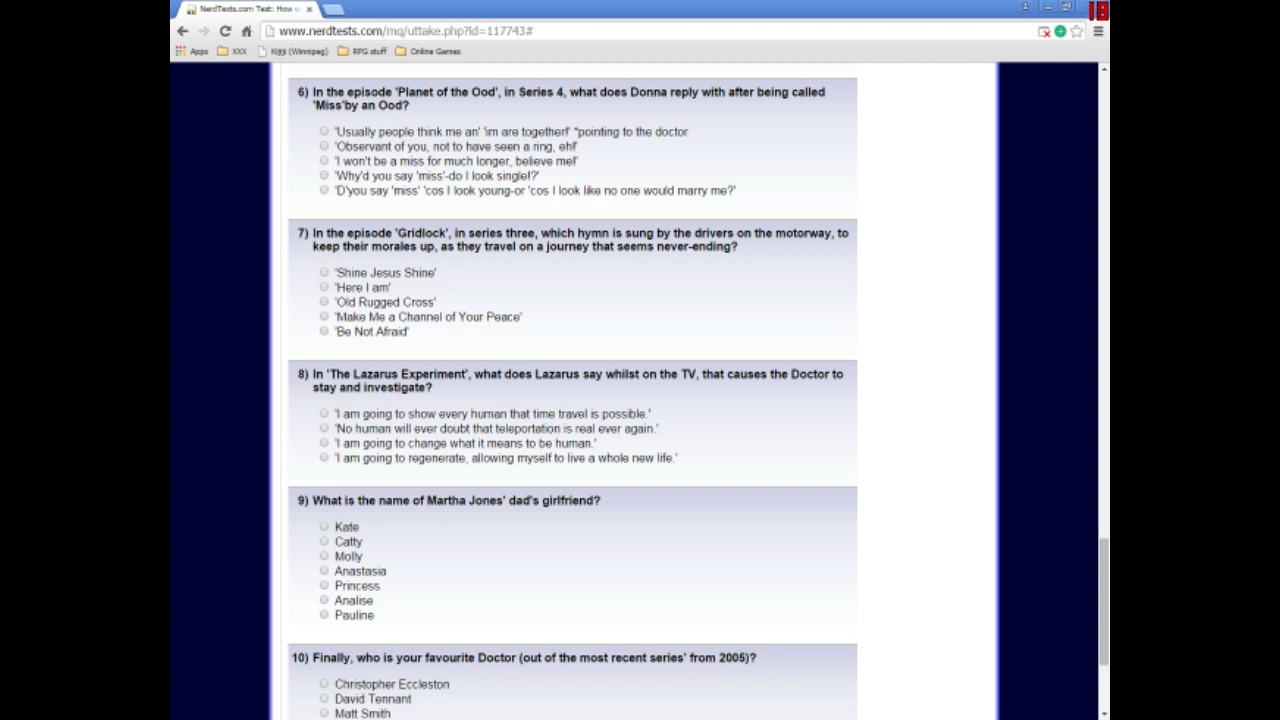 NerdTests.com Test: How
18
www.nerdtests.com/mq/uttake.php?id=117743#
Apps XXX Kijiji (Winnipeg) RPG stuff Online Games
6) In the episode 'Planet of the Ood', in Series 4, what does Donna reply with after being called
'Miss'by an Ood?
'Usually people think me an' 'im are together!' *pointing to the doctor
'Observant of you, not to have seen a ring, eh!'
'I won't be a miss for much longer, believe me!'
'Why'd you say 'miss'-do I look single!?'
'D'you say 'miss' 'cos I look young-or 'cos I look like no one would marry me?'
7) In the episode 'Gridlock', in series three, which hymn is sung by the drivers on the motorway, to
keep their morales up, as they travel on a journey that seems never-ending?
'Shine Jesus Shine'
'Here I am'
'Old Rugged Cross'
'Make Me a Channel of Your Peace'
'Be Not Afraid'
8) In 'The Lazarus Experiment', what does Lazarus say whilst on the TV, that causes the Doctor to
stay and investigate?
'I am going to show every human that time travel is possible.'
'No human will ever doubt that teleportation is real ever again.'
'I am going to change what it means to be human.'
'I am going to regenerate, allowing myself to live a whole new life.'
9) What is the name of Martha Jones' dad's girlfriend?
Kate
Catty
Molly
Anastasia
Princess
Analise
Pauline
10) Finally, who is your favourite Doctor (out of the most recent series' from 2005)?
Christopher Eccleston
David Tennant
Matt Smith